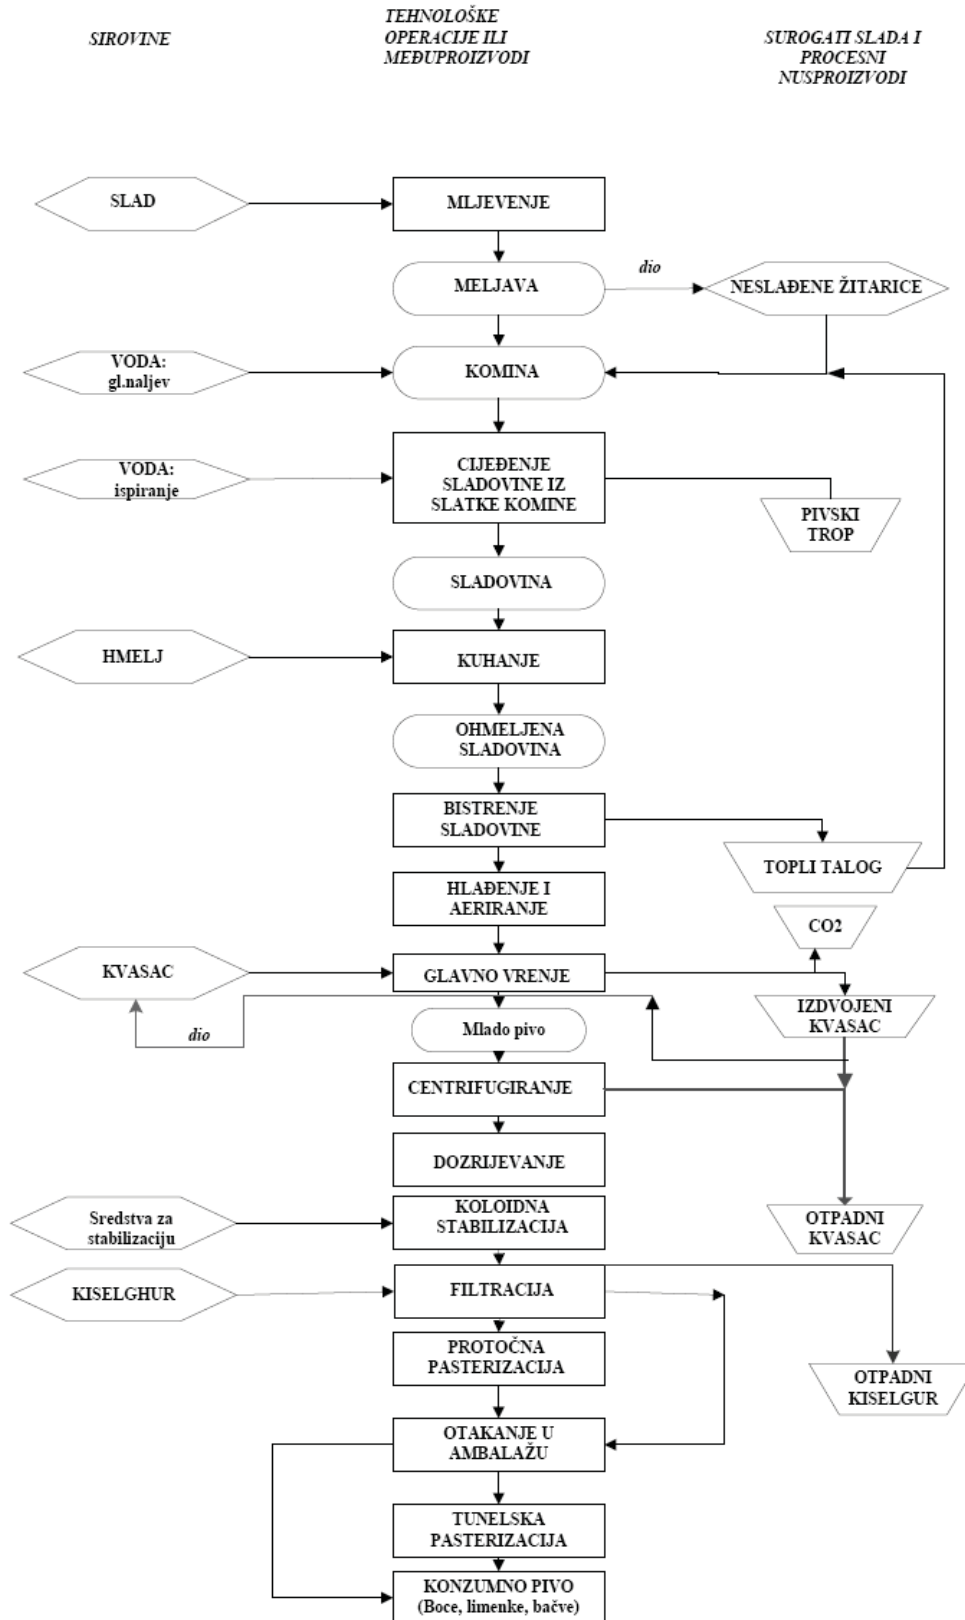 SIROVINE
TEHNOLOŠKE
OPERACIJE ILI
MEĐUPROIZVODI
SUROGATI SLADA I
PROCESNI
NUSPROIZVODI
SLAD
MLJEVENJE
MELJAVA
dio
NESLAĐENE ŽITARICE
VODA:
gl.naljev
KOMINA
VODA:
ispiranje
CIJEĐENJE
SLADOVINE IZ
SLATKE KOMINE
PIVSKI
TROP
SLADOVINA
HMELJ
KUHANJE
OHMELJENA
SLADOVINA
BISTRENJE
SLADOVINE
TOPLI TALOG
HLAĐENJE I
AERIRANJE
CO2
KVASAC
GLAVNO VRENJE
IZDVOJENI
KVASAC
dio
Mlado pivo
CENTRIFUGIRANJE
DOZRIJEVANJE
Sredstva za
stabilizaciju
KOLOIDNA
STABILIZACIJA
OTPADNI
KVASAC
KISELGHUR
FILTRACIJA
PROTOČNA
PASTERIZACIJA
OTPADNI
KISELGUR
OTAKANJE U
AMBALAŽU
TUNELSKA
PASTERIZACIJA
KONZUMNO PIVO
(Boce, limenke, bačve)